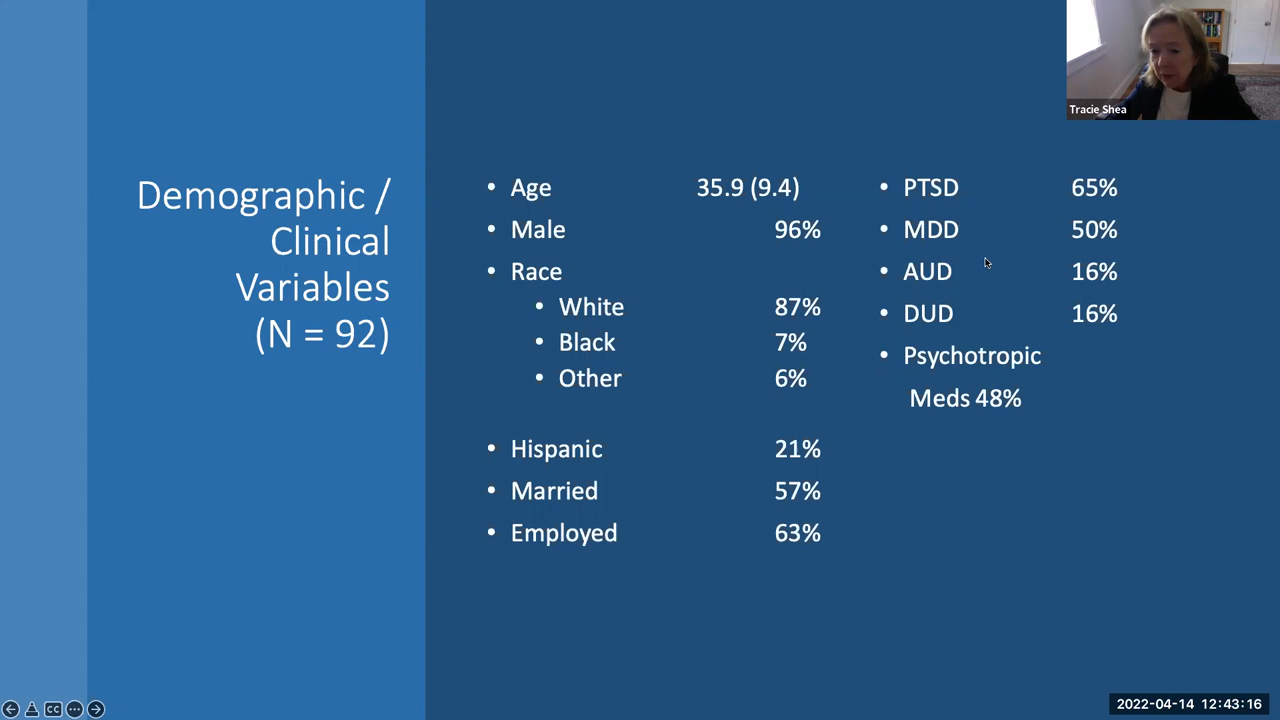 Tracie Shea
Demographic /
Clinical
Variables
(N = 92)
• Age 35.9 (9.4)
• Male 96%
• Race
• White 87%
• Black 7%
• Other 6%
• Hispanic 21%
• Married 57%
• Employed 63%
• PTSD 65%
• MDD 50%
• AUD 16%
• DUD 16%
• Psychotropic
Meds 48%
CC
2022-04-14 12:43:16